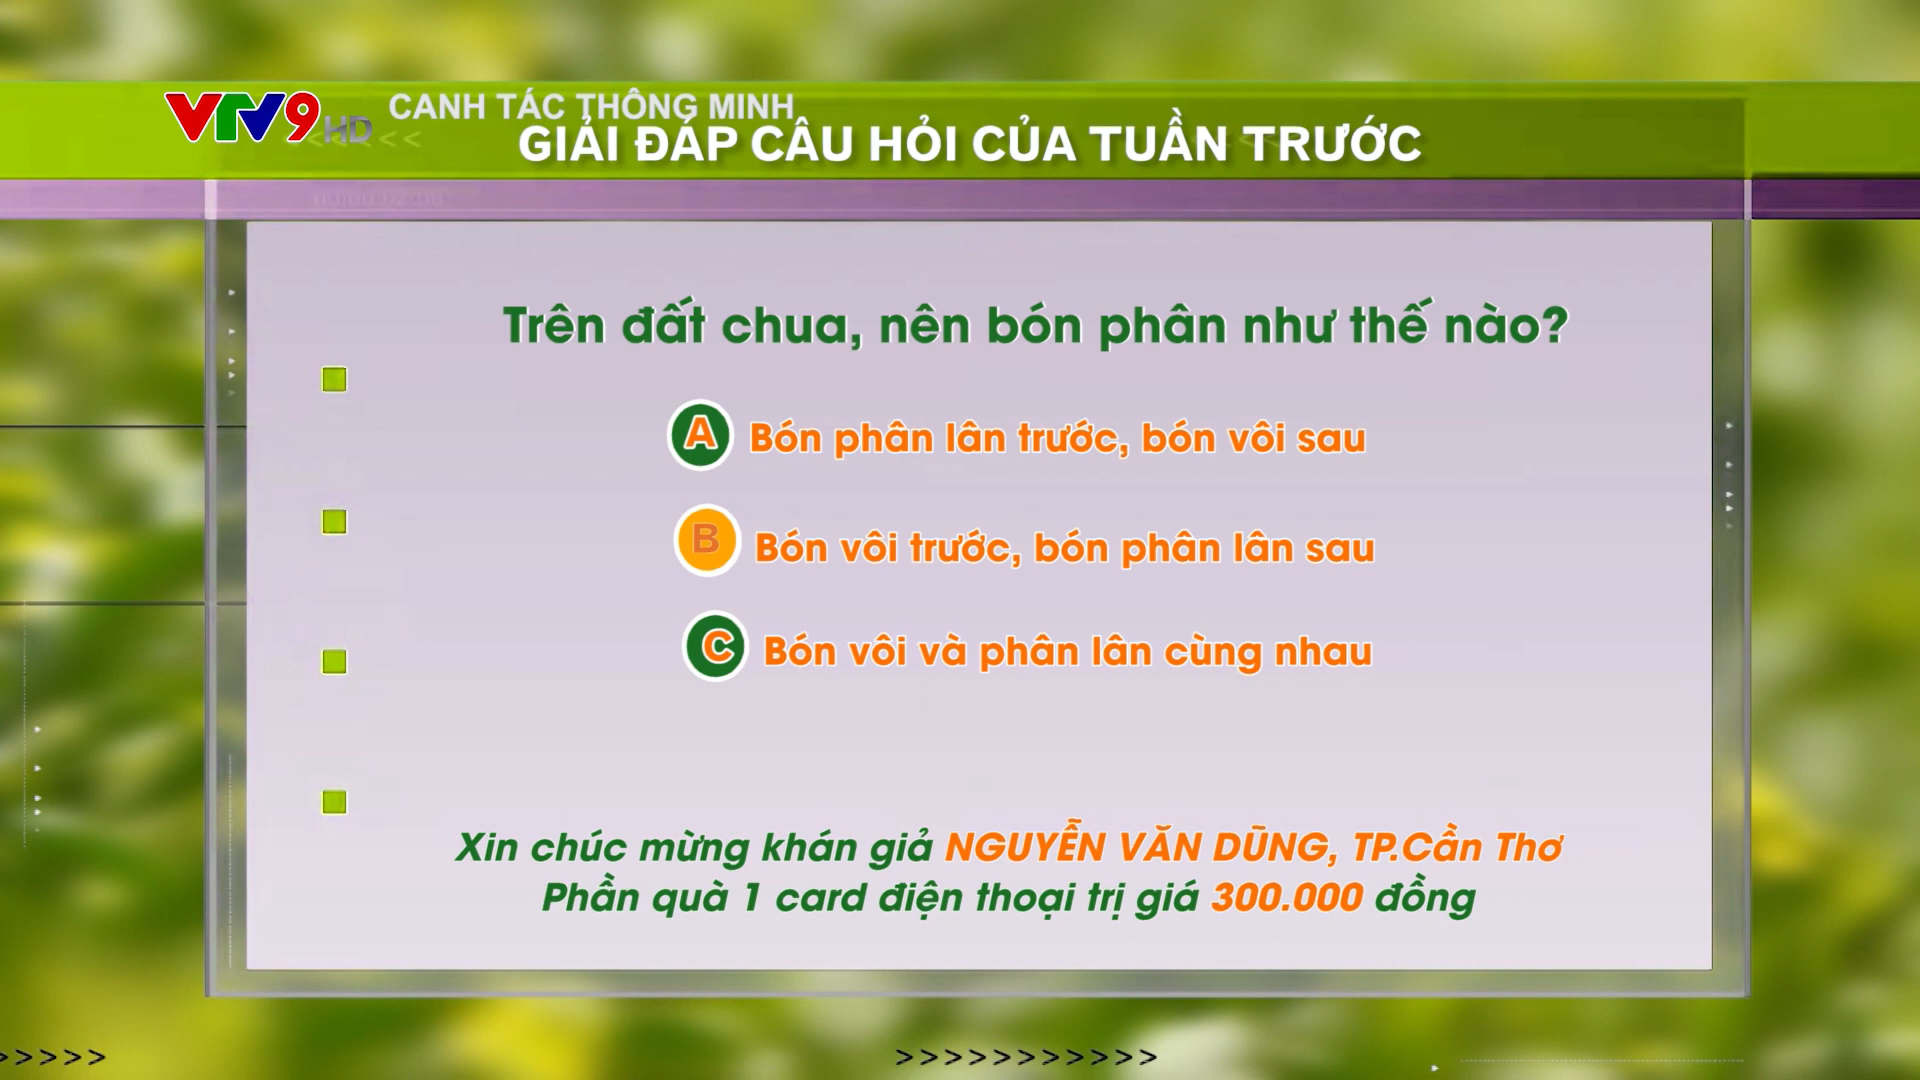 VTV9 HD
CANH TÁC THÔNG MINH
GIẢI ĐÁP CÂU HỎI CỦA TUẦN TRƯỚC
Trên đất chua, nên bón phân như thế nào?
A Bón phân lân trước, bón vôi sau
B Bón vôi trước, bón phân lân sau
C Bón vôi và phân lân cùng nhau
Xin chúc mừng khán giả NGUYỄN VĂN DŨNG, TP.Cần Thơ
Phần quà 1 card điện thoại trị giá 300.000 đồng